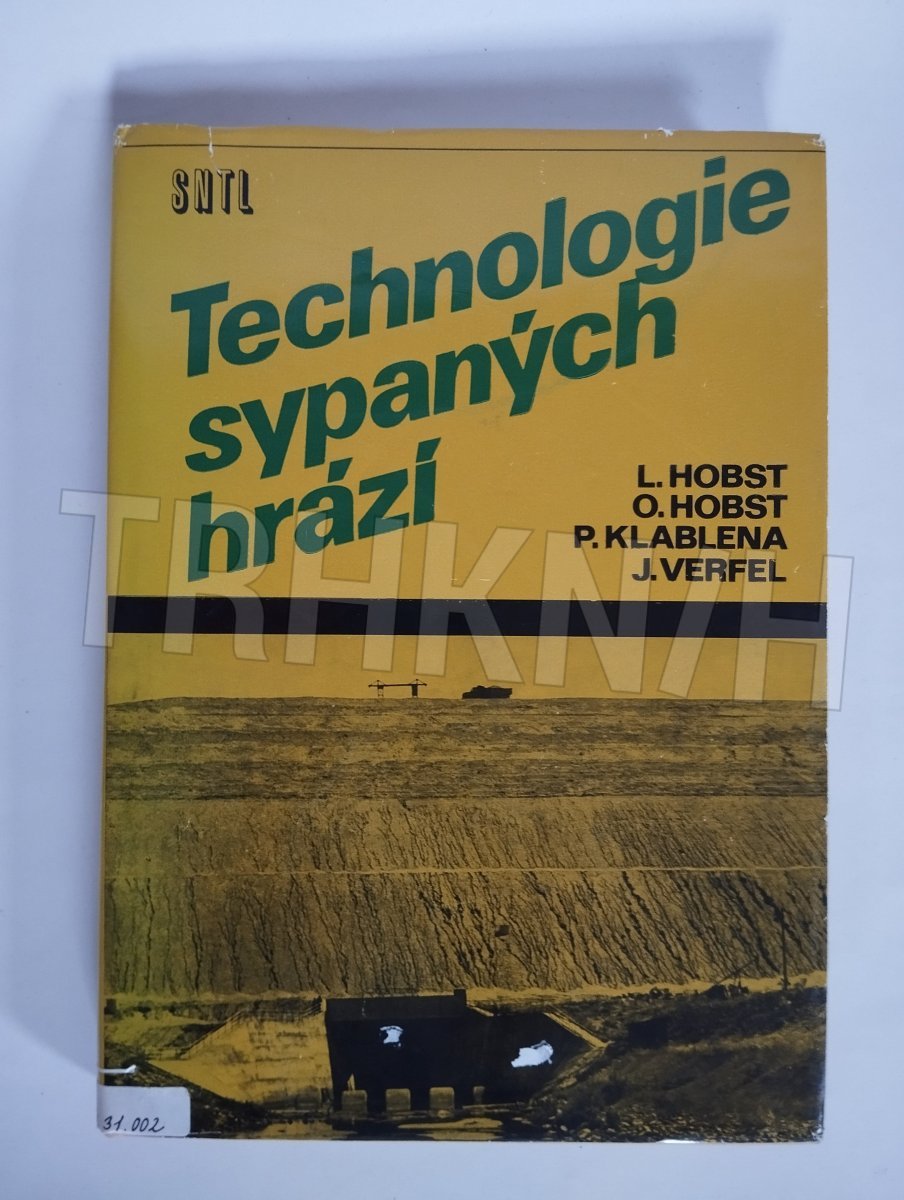 SNTL
Technologie
sypaných
hrází
L. HOBST
O. HOBST
P. KLABLENA
J. VERFEL
TRHKNIH
31.002